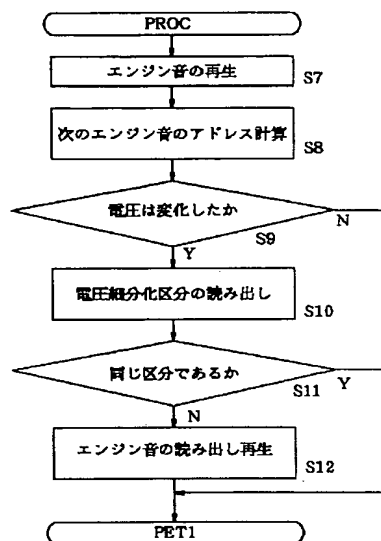 PROC
エンジン音の再生
S7
次のエンジン音のアドレス計算
S8
電圧は変化したか
N
S9
Y
電圧細分化区分の読み出し
S10
同じ区分であるか
Y
S11
N
エンジン音の読み出し再生
S12
PET1